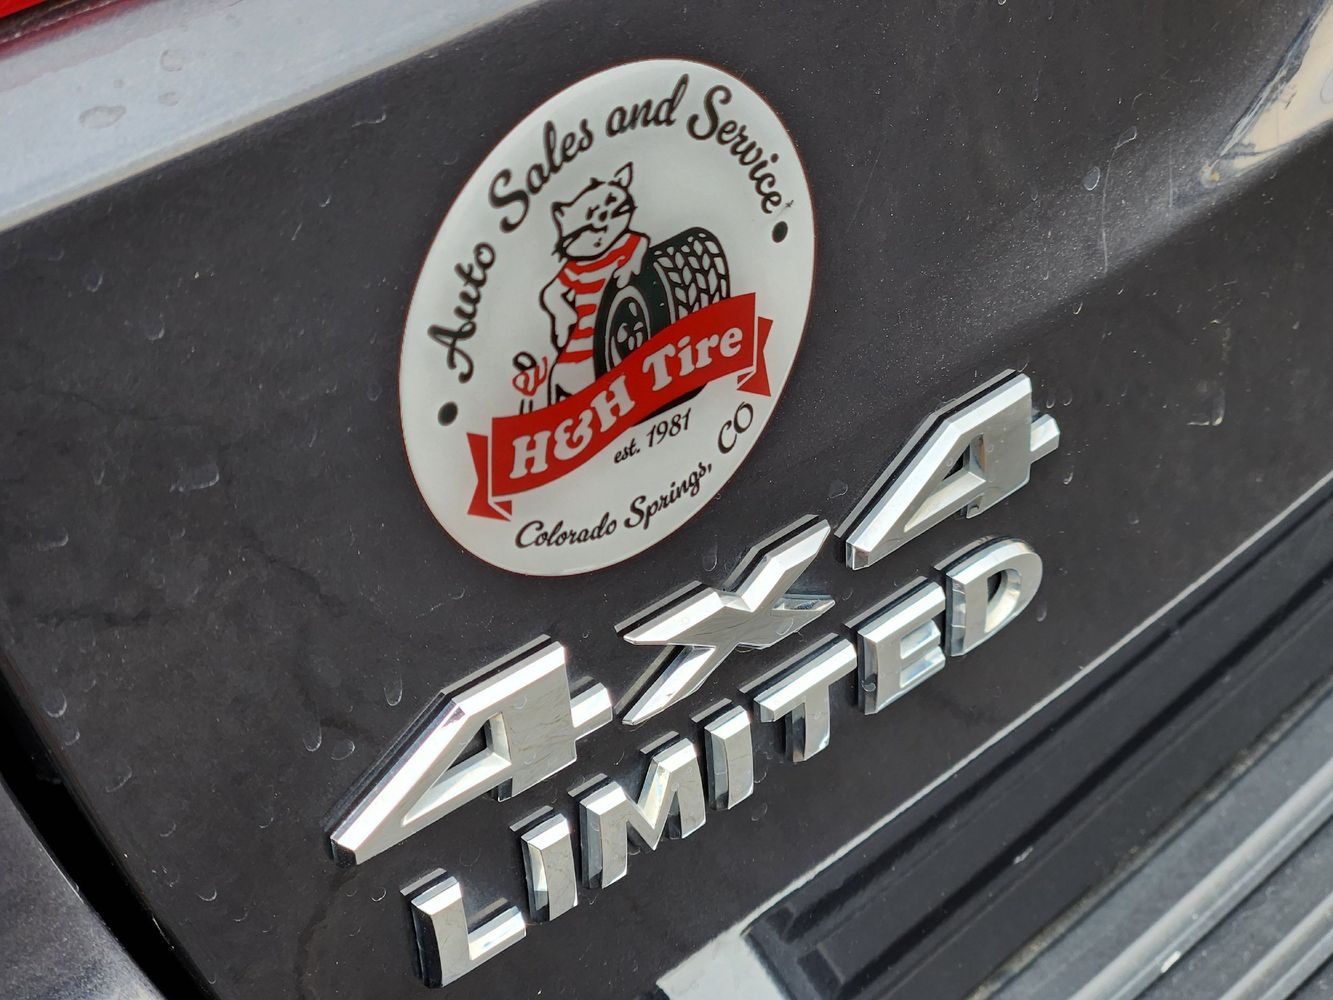 Auto Sales and Service
H&H Tire
est. 1981
Colorado Springs, CO
4X4
LIMITED